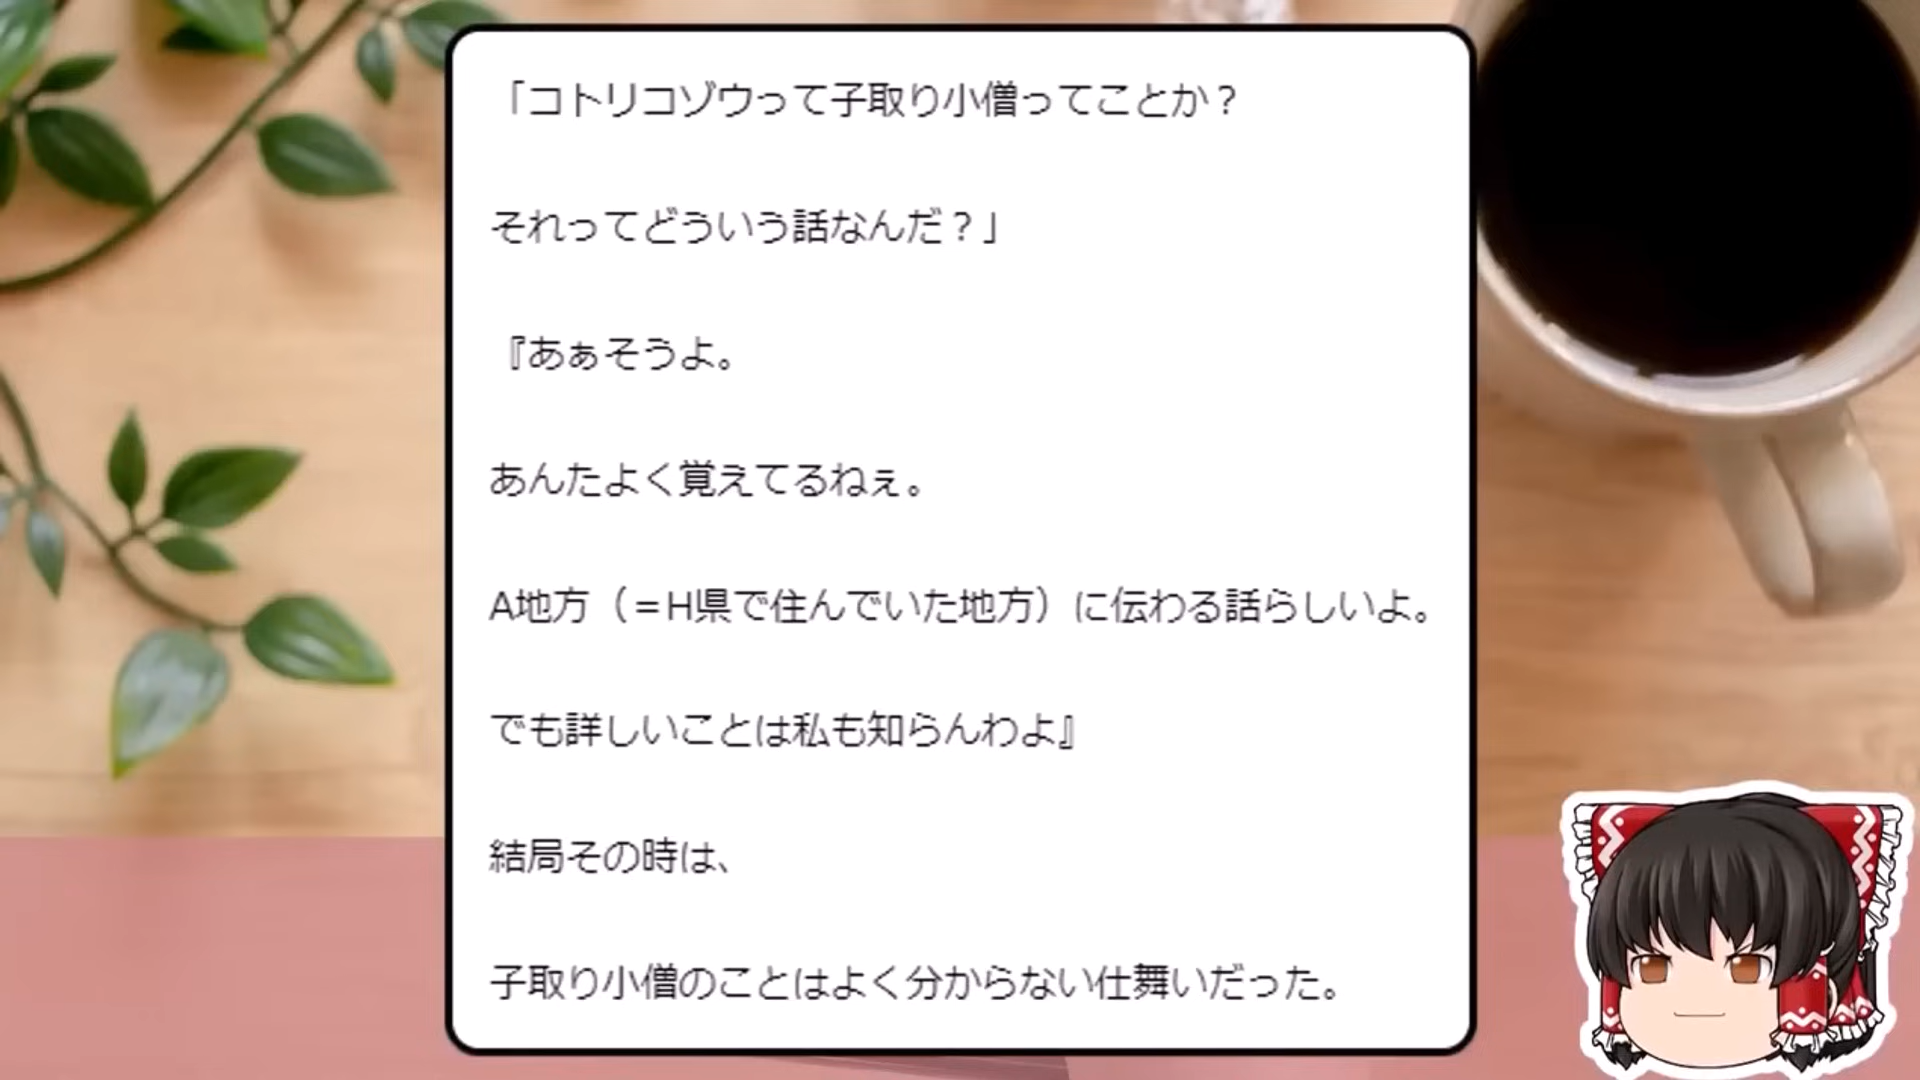 「コトリコゾウって子取り小僧ってことか？
それってどういう話なんだ？」
『あぁそうよ。
あんたよく覚えてるねぇ。
A地方（＝H県で住んでいた地方）に伝わる話らしいよ。
でも詳しいことは私も知らんわよ』
結局その時は、
子取り小僧のことはよく分からない仕舞いだった。